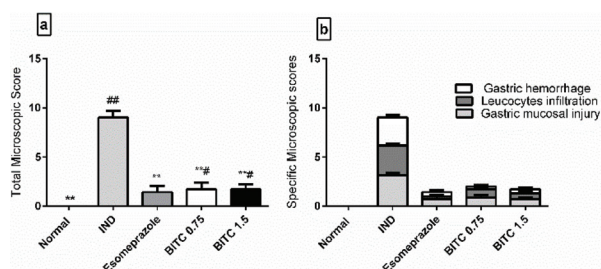 a
Total Microscopic Score
15
10
5
0
##
**
**
**#
**#
Normal
IND
Esomeprazole
BITC 0.75
BITC 1.5
b
Specific Microscopic scores
15
10
5
0
Gastric hemorrhage
Leucocytes infiltration
Gastric mucosal injury
Normal
IND
Esomeprazole
BITC 0.75
BITC 1.5